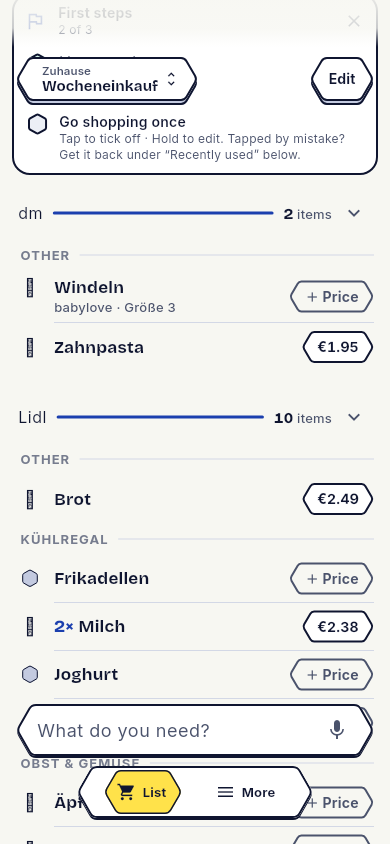 First steps
2 of 3
Zuhause
Wocheneinkauf
Edit
Go shopping once
Tap to tick off · Hold to edit. Tapped by mistake?
Get it back under “Recently used” below.
dm
2 items
OTHER
Windeln
babylove · Größe 3
+ Price
Zahnpasta
€1.95
Lidl
10 items
OTHER
Brot
€2.49
KÜHLREGAL
Frikadellen
+ Price
2× Milch
€2.38
Joghurt
+ Price
What do you need?
OBST & GEMÜSE
+ Price
List
More